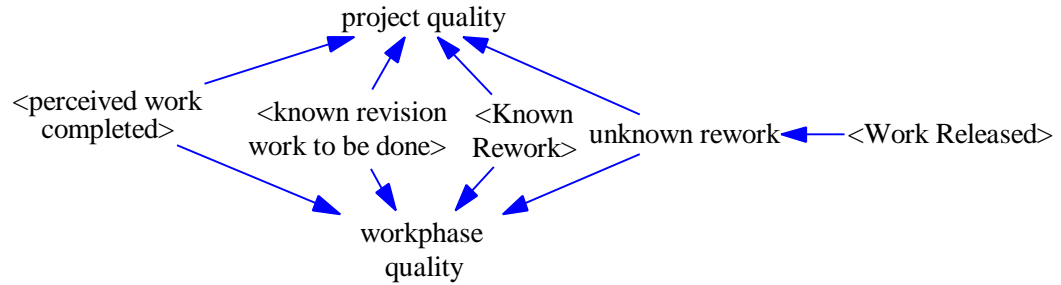 project quality
<perceived work
completed>
<known revision
work to be done>
<Known
Rework>
unknown rework
<Work Released>
workphase
quality